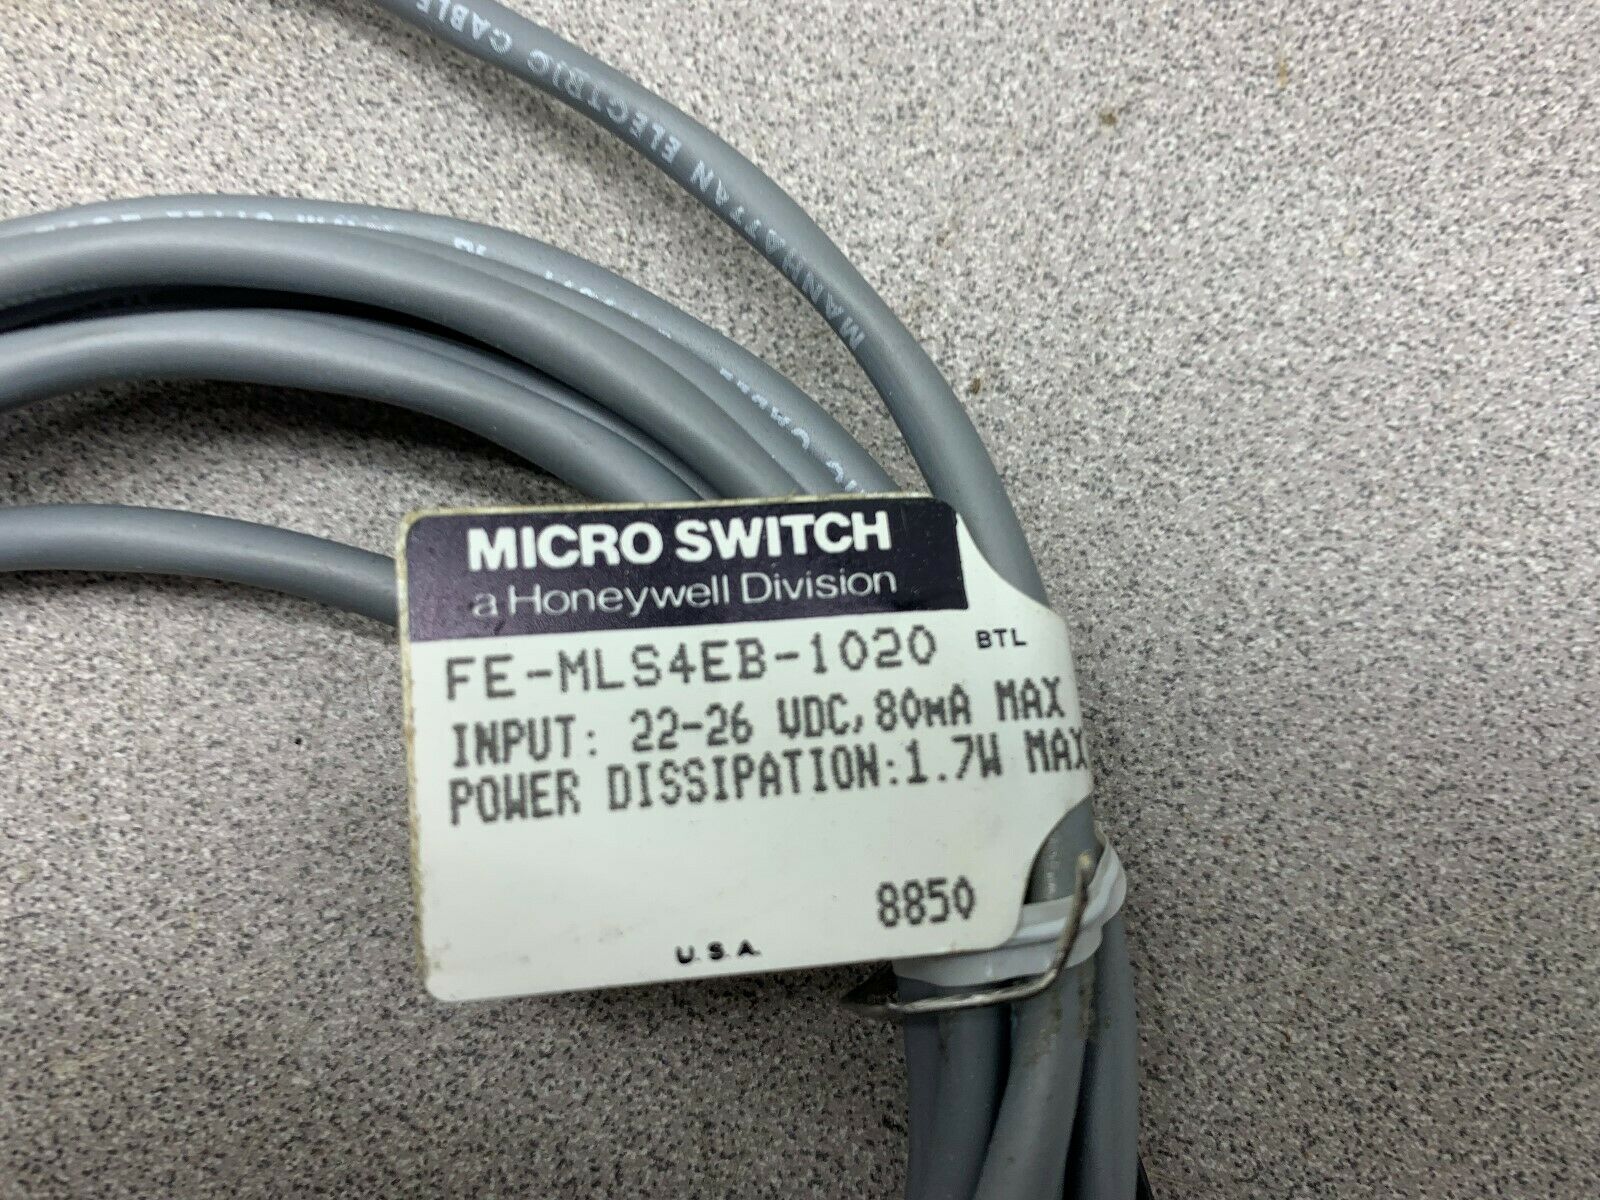 MANHATTAN ELECTRIC CABLE
MICRO SWITCH
a Honeywell Division
FE-MLS4EB-1020 BTL
INPUT: 22-26 VDC, 80mA MAX
POWER DISSIPATION:1.7W MAX
8850
U.S.A.